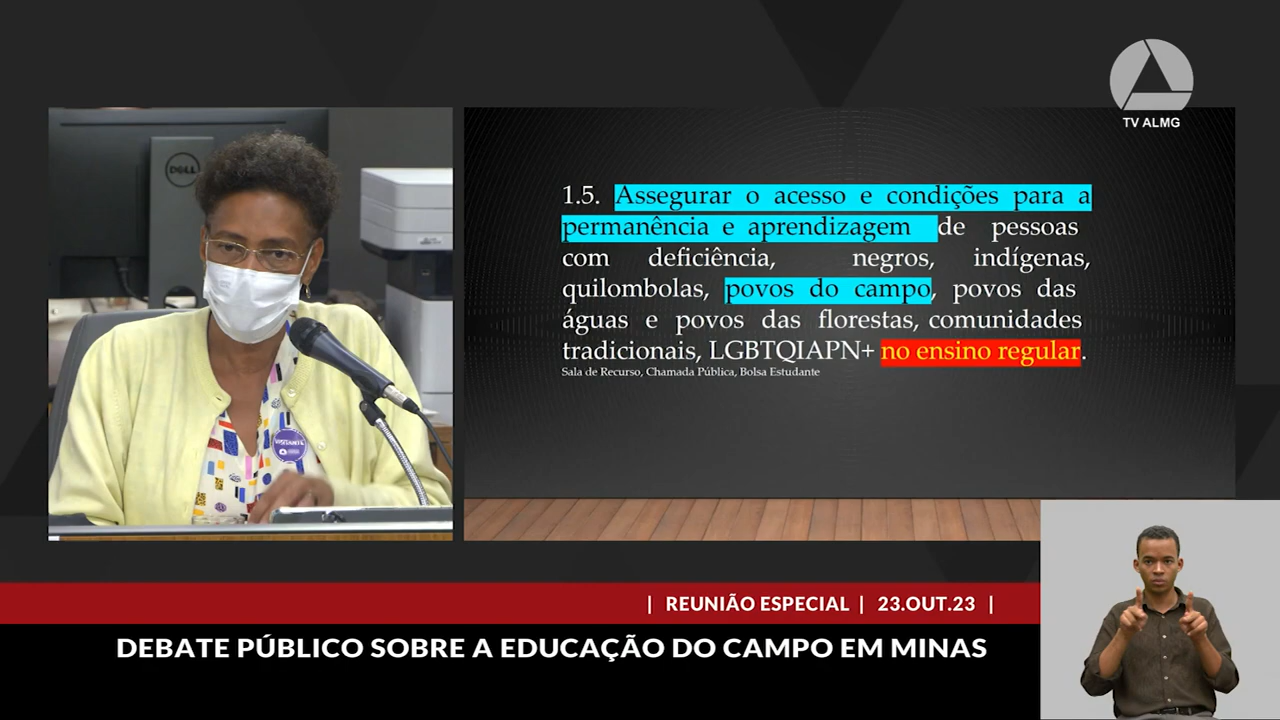 TV ALMG
DELL
1.5. Assegurar o acesso e condições para a
permanência e aprendizagem de pessoas
com deficiência, negros, indígenas,
quilombolas, povos do campo, povos das
águas e povos das florestas, comunidades
tradicionais, LGBTQIAPN+ no ensino regular.
Sala de Recurso, Chamada Pública, Bolsa Estudante
VISITANTE
| REUNIÃO ESPECIAL | 23.OUT.23 |
DEBATE PÚBLICO SOBRE A EDUCAÇÃO DO CAMPO EM MINAS